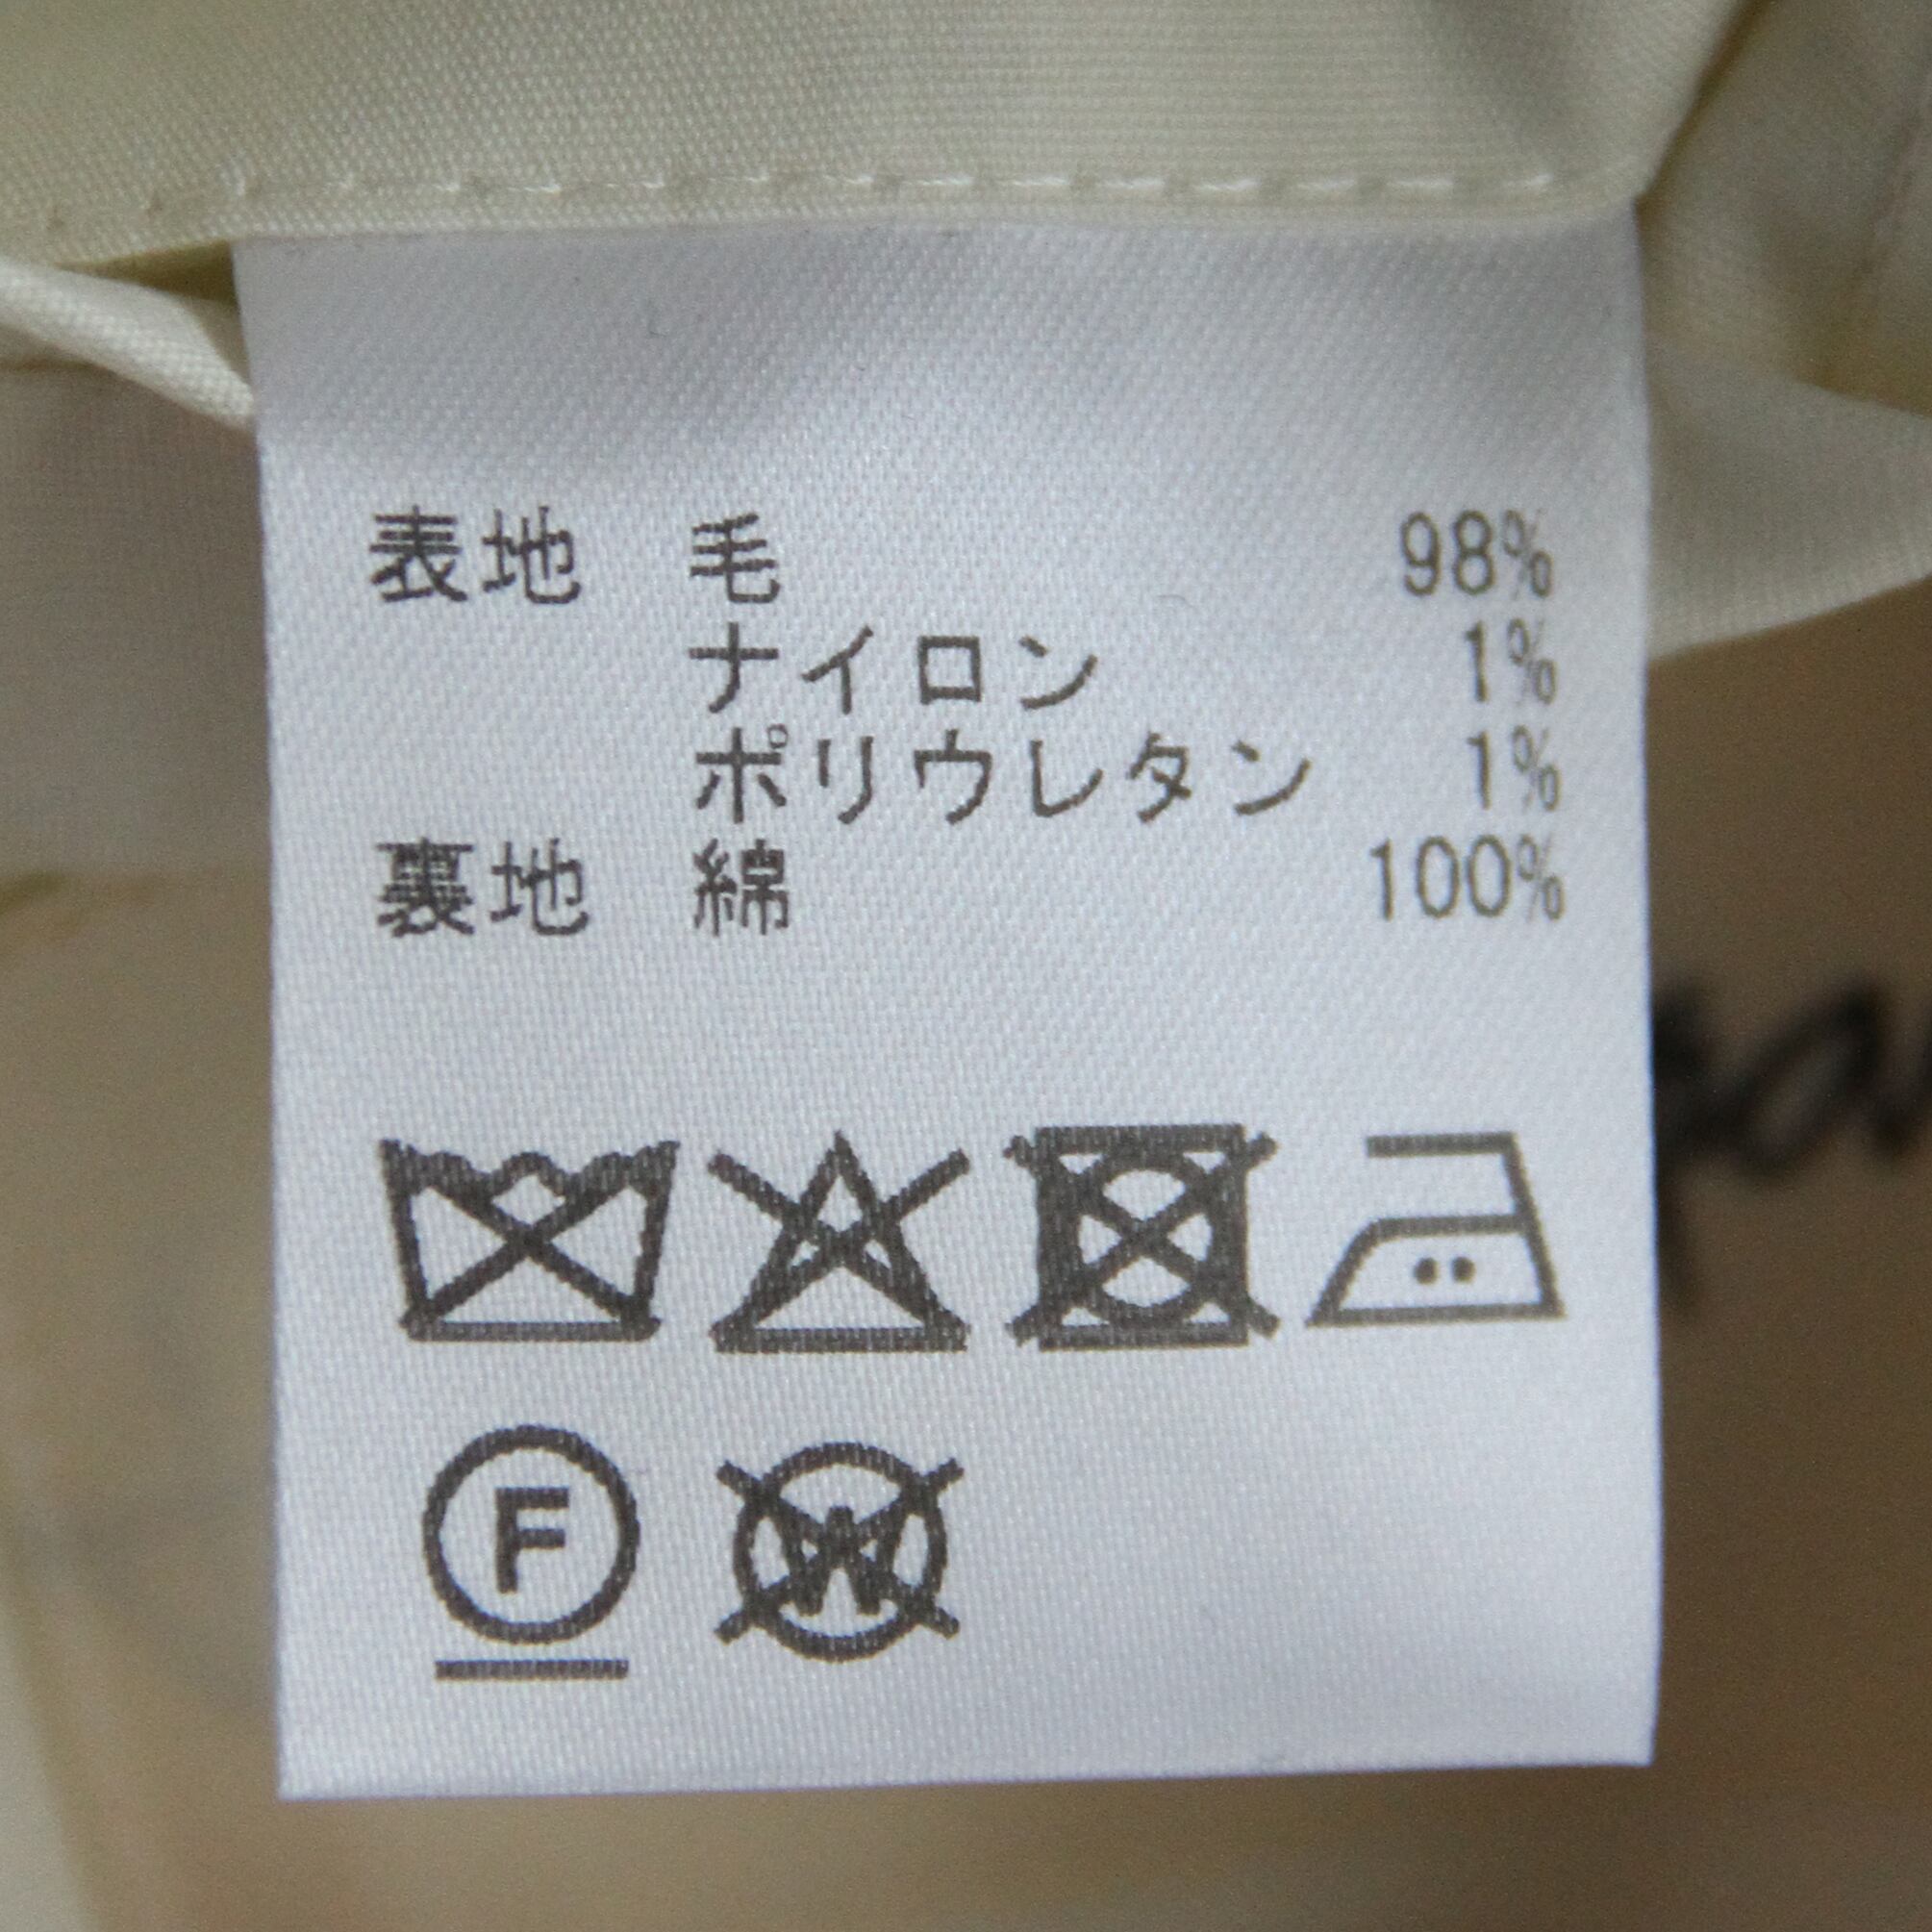 表地 毛 98%
ナイロン 1%
ポリウレタン 1%
裏地 綿 100%
F
W